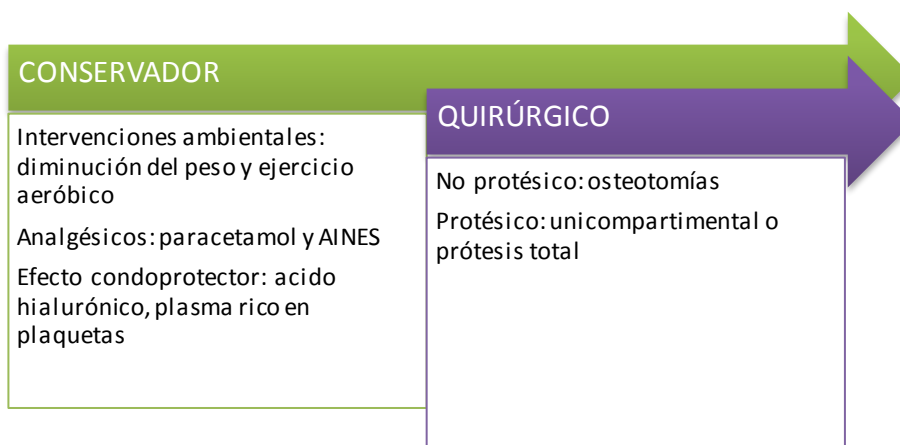 CONSERVADOR
Intervenciones ambientales:
diminución del peso y ejercicio
aeróbico
Analgésicos: paracetamol y AINES
Efecto condoprotector: acido
hialurónico, plasma rico en
plaquetas
QUIRÚRGICO
No protésico: osteotomías
Protésico: unicompartimental o
prótesis total